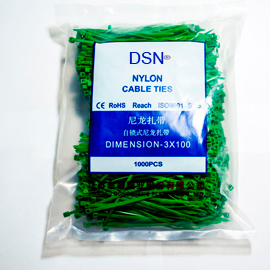 DSN®
NYLON
CABLE TIES
CE RoHS Reach
尼龙扎带
自锁式尼龙扎带
DIMENSION-3X100
1000PCS